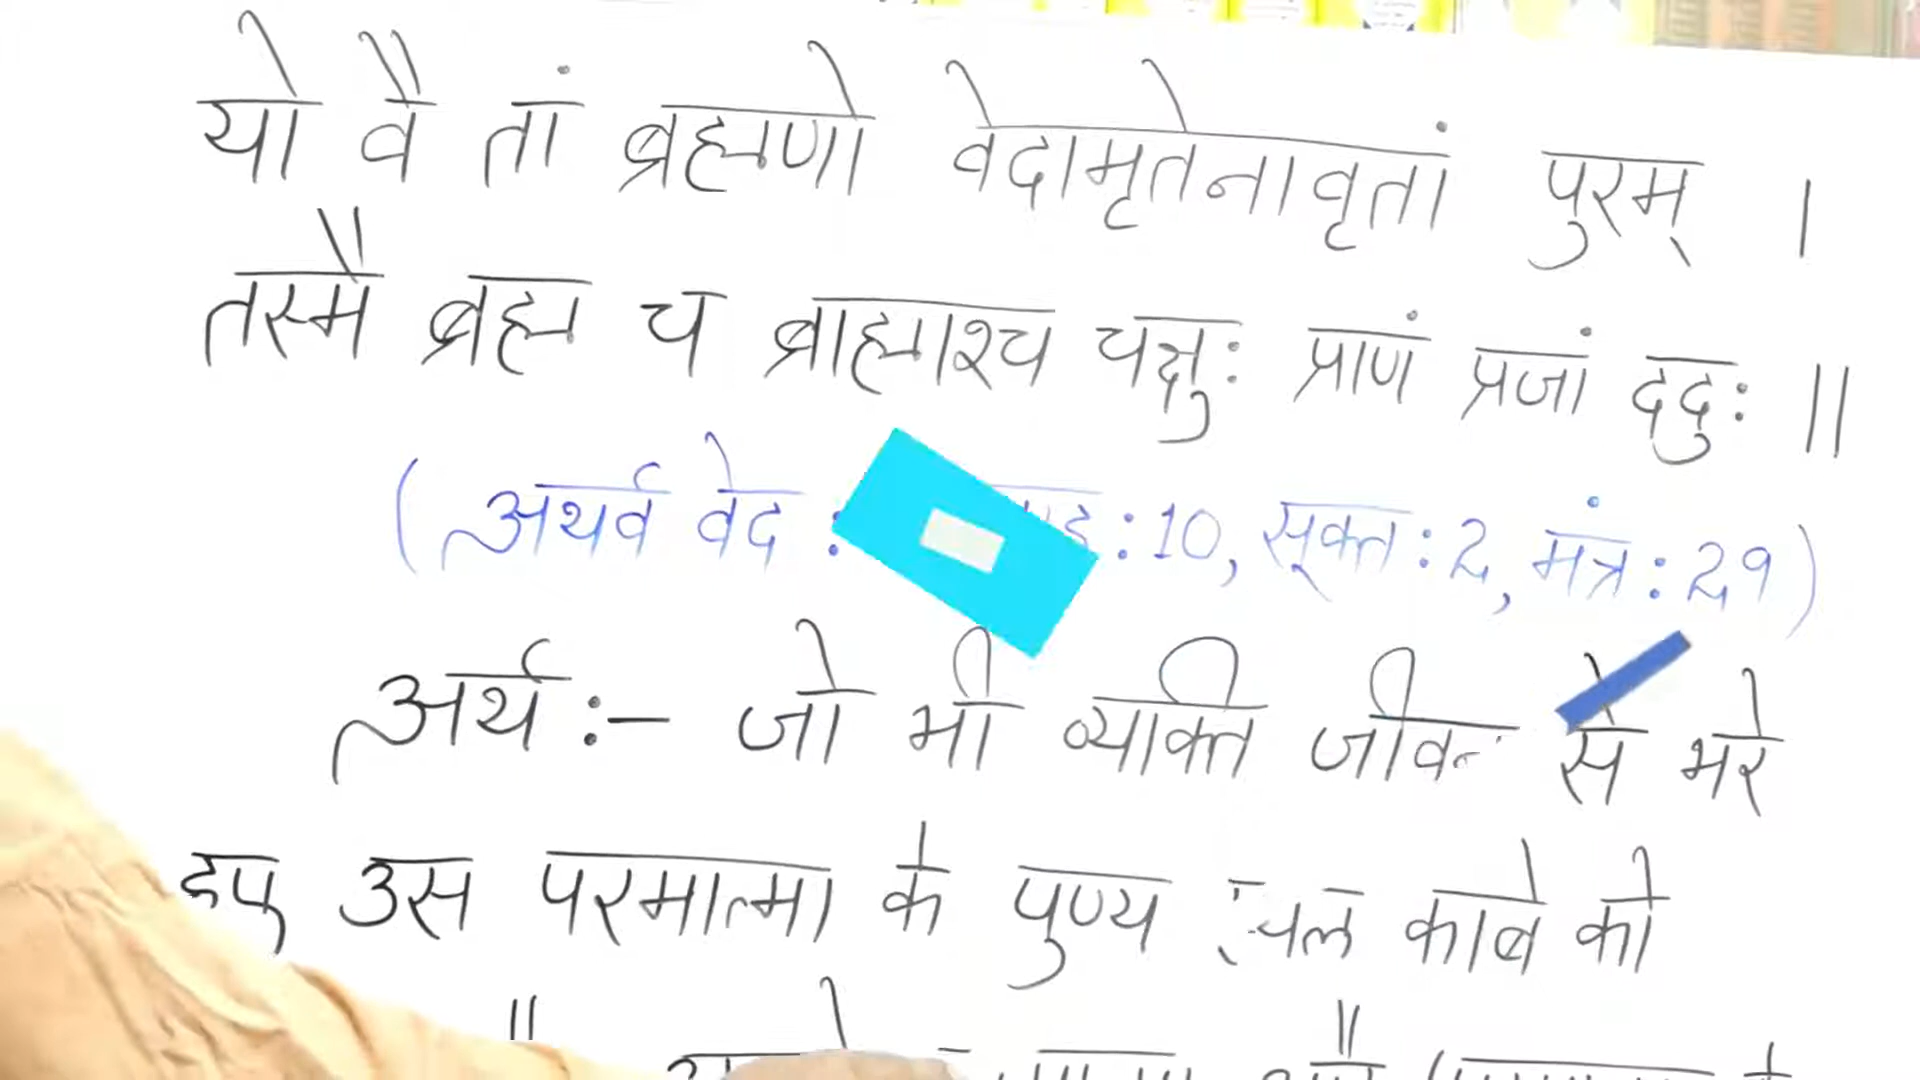 यो वै तां ब्रह्मणो वेदामृतेनावृतां पुरम् ।
तस्मै ब्रह्म च ब्राह्माश्च चक्षुः प्राणं प्रजां ददुः ॥
(अथर्व वेद : :10, सूक्त : 2, मंत्र : 29)
अर्थ :- जो भी व्यक्ति से भरे
हुए उस परमात्मा के पुण्य काबे को